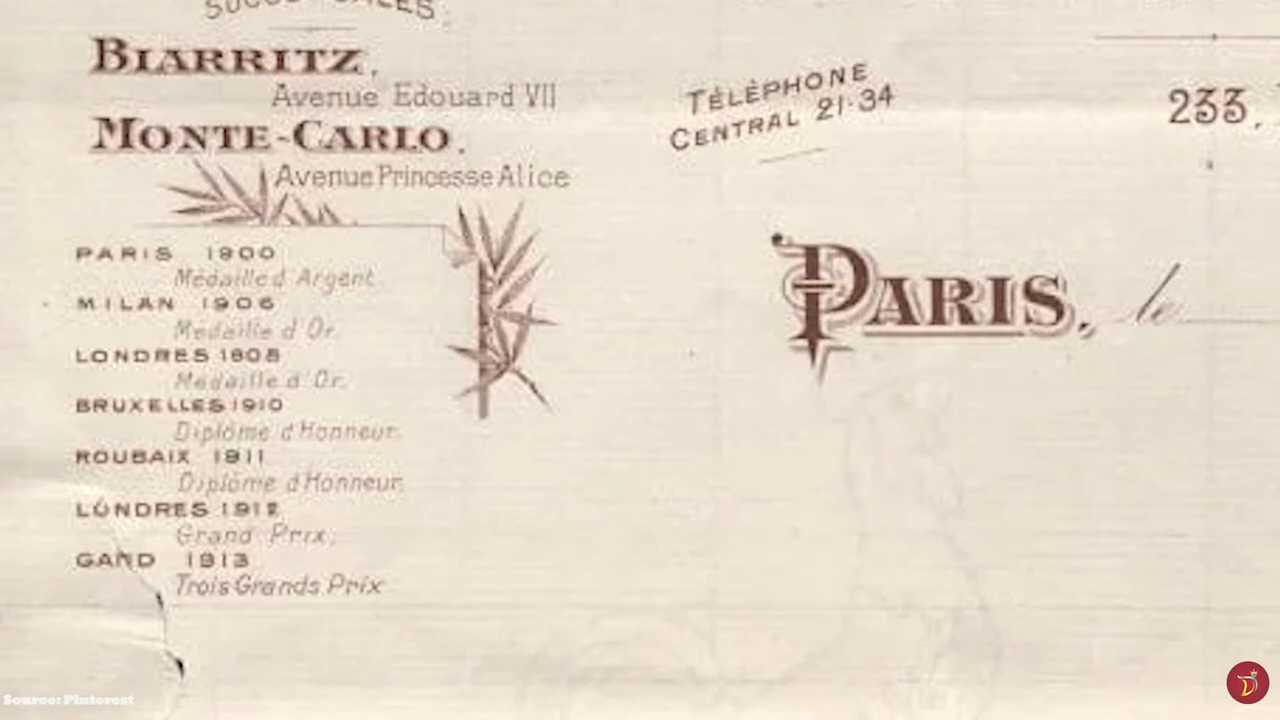 SUCCURSALES
BIARRITZ,
Avenue Edouard VII
MONTE-CARLO.
Avenue Princesse Alice
TÉLÈPHONE
CENTRAL 21·34
233,
PARIS, le
PARIS 1900
Médaille d'Argent
MILAN 1906
Médaille d'Or.
LONDRES 1908
Médaille d'Or.
BRUXELLES 1910
Diplôme d'Honneur.
ROUBAIX 1911
Diplôme d'Honneur.
LONDRES 1912
Grand Prix.
GAND 1913
Trois Grands Prix
Source: Pinterest